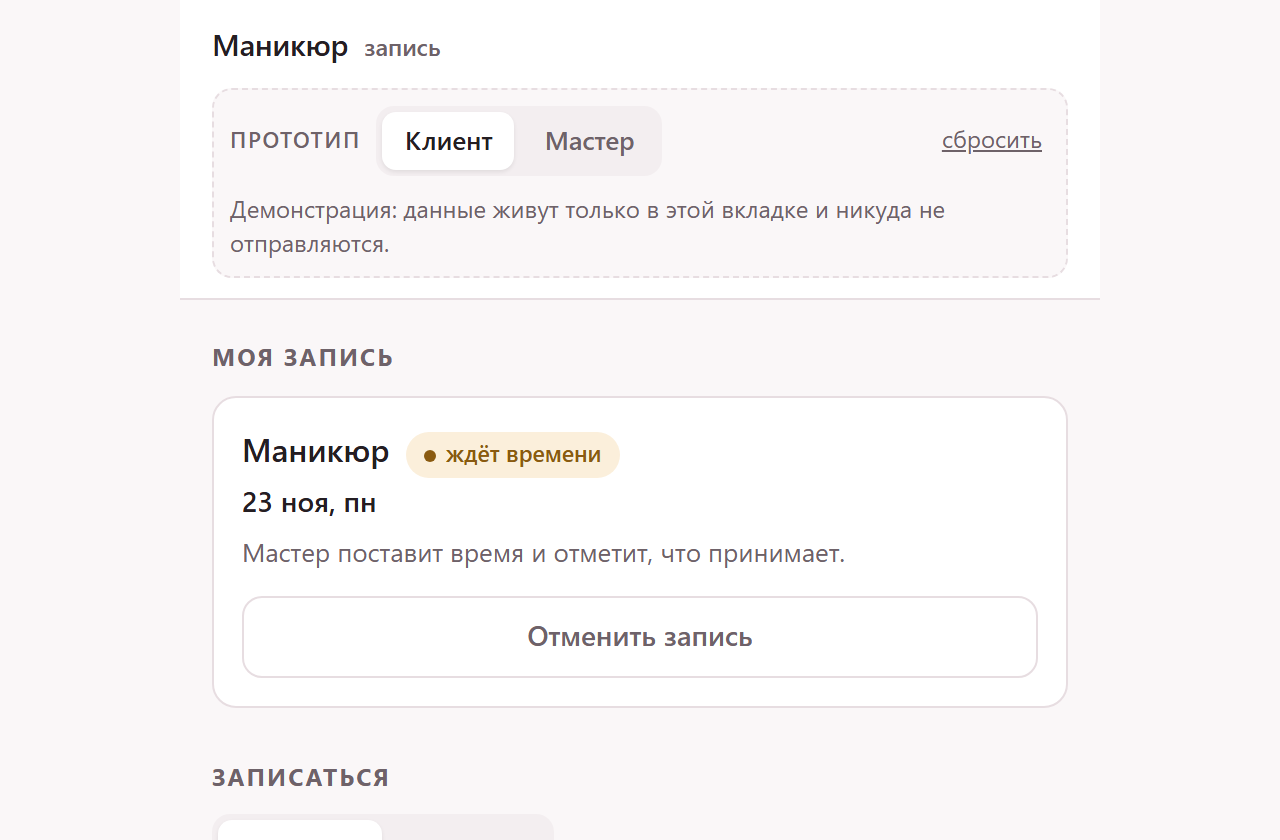 Маникюр запись
ПРОТОТИП Клиент Мастер сбросить
Демонстрация: данные живут только в этой вкладке и никуда не
отправляются.
МОЯ ЗАПИСЬ
Маникюр ждёт времени
23 ноя, пн
Мастер поставит время и отметит, что принимает.
Отменить запись
ЗАПИСАТЬСЯ